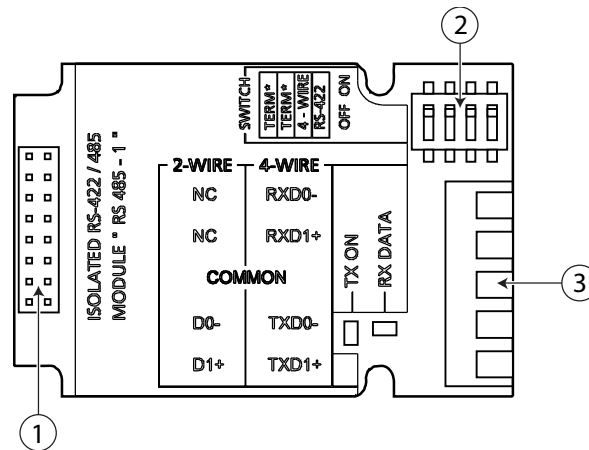 2
SWITCH
TERM*
TERM*
4 - WIRE
RS-422
OFF ON
ISOLATED RS-422 / 485
MODULE " RS 485 - 1 "
2-WIRE 4-WIRE
NC RXD0-
NC RXD1+
COMMON
D0- TXD0-
D1+ TXD1+
TX ON
RX DATA
3
1